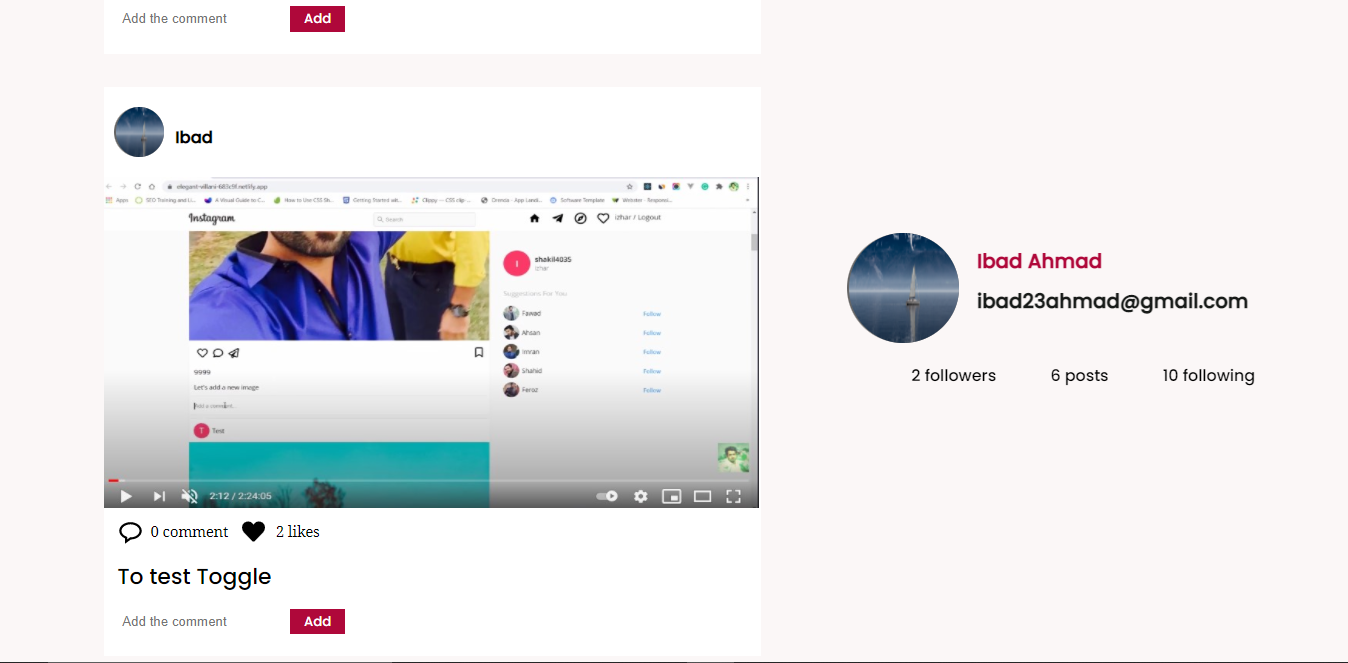 Add the comment Add
Ibad
elegant-villani-683c9f.netlify.app
Apps SEO Training and Li... A Visual Guide to C... How to Use CSS Sh... Getting Started wit... Clippy — CSS clip-... Orenda - App Landi... Software Template Webster - Respons...
Instagram Search izhar / Logout
I shakil4035
izhar
Suggestions For You
Fawad Follow
Ahsan Follow
Imran Follow
Shahid Follow
Feroz Follow
9999
Let's add a new image
Add a comment...
T Test
2:12 / 2:24:05
0 comment 2 likes
To test Toggle
Add the comment Add
Ibad Ahmad
ibad23ahmad@gmail.com
2 followers 6 posts 10 following